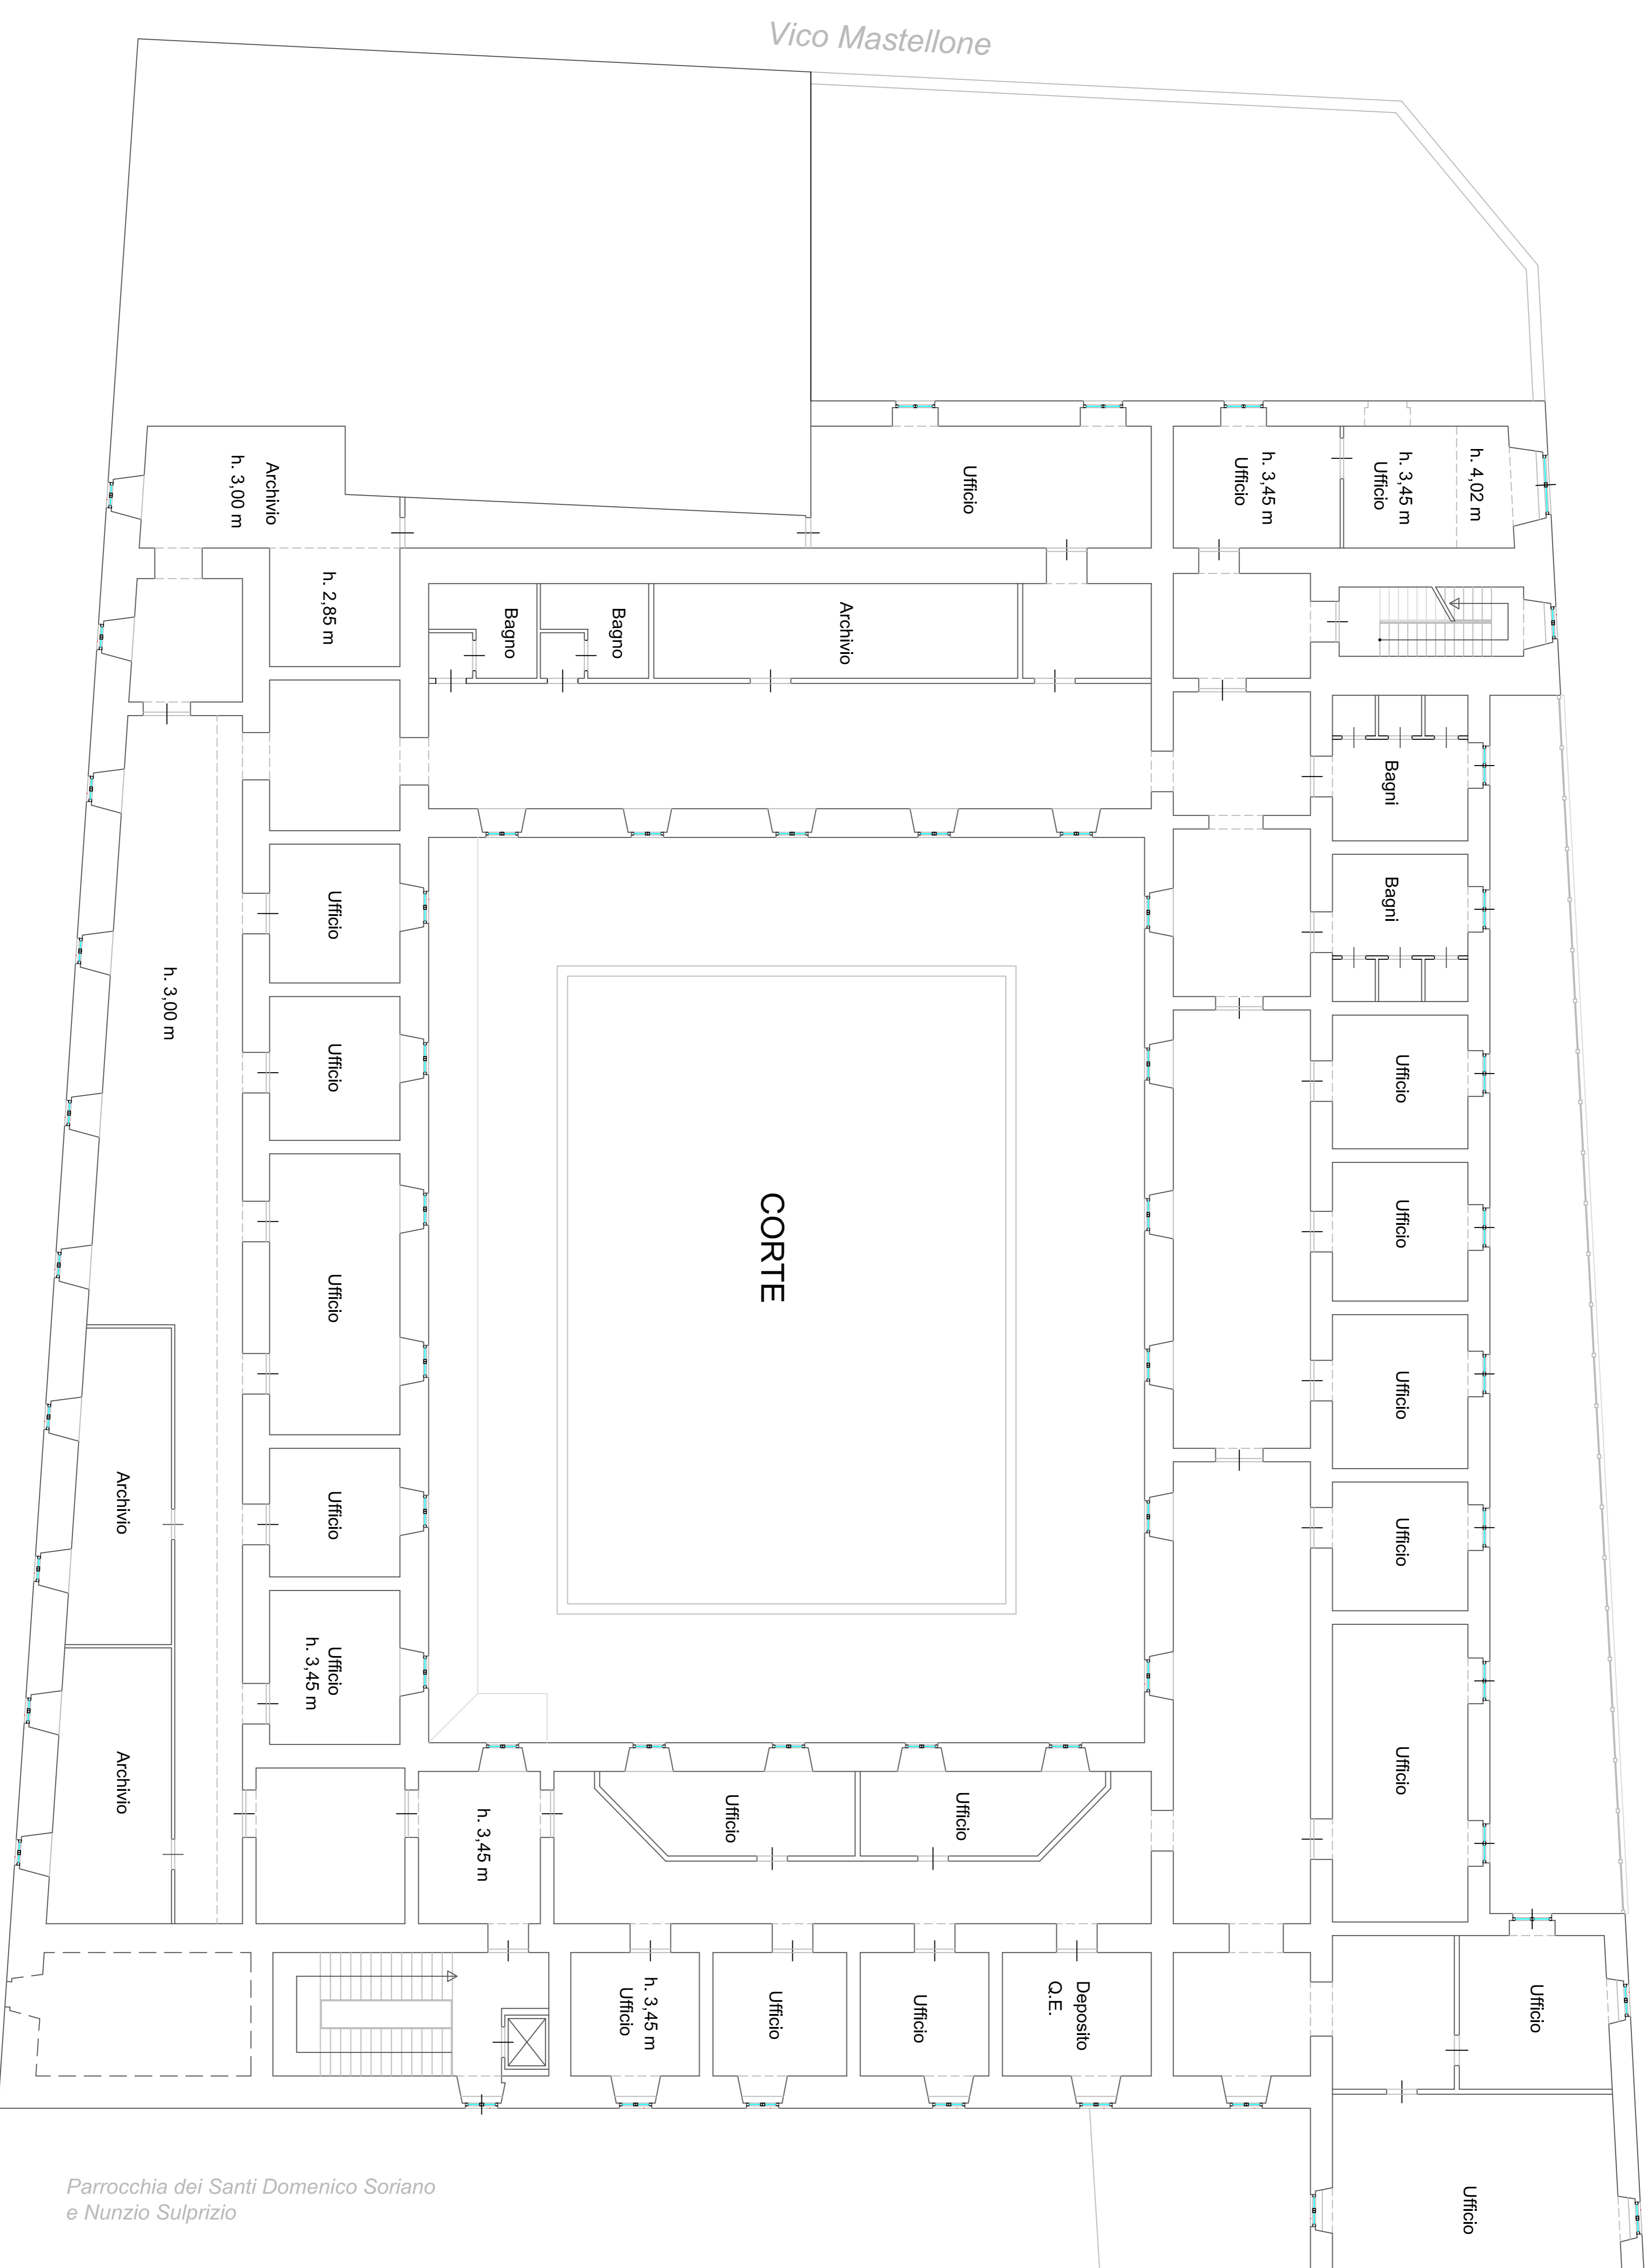 Vico Mastellone
Ufficio
h. 3,45 m
Ufficio
h. 3,45 m
Ufficio
h. 4,02 m
Archivio
h. 3,00 m
h. 2,85 m
Bagno
Bagno
Archivio
Bagni
Bagni
Ufficio
Ufficio
h. 3,00 m
Ufficio
Ufficio
Ufficio
CORTE
Ufficio
Ufficio
Ufficio
Archivio
Ufficio
h. 3,45 m
Ufficio
Archivio
h. 3,45 m
Ufficio
Ufficio
h. 3,45 m
Ufficio
Ufficio
Ufficio
Deposito
Q.E.
Ufficio
Ufficio
Parrocchia dei Santi Domenico Soriano
e Nunzio Sulprizio